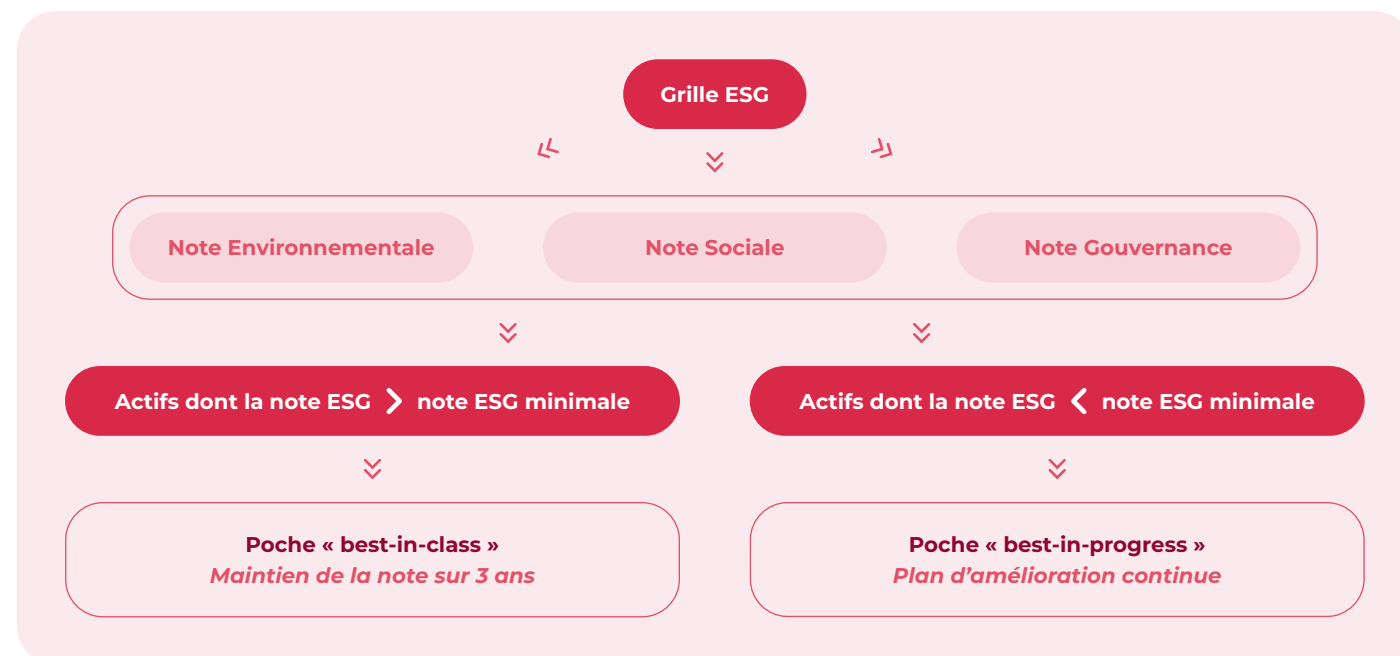 Grille ESG
Note Environnementale
Note Sociale
Note Gouvernance
Actifs dont la note ESG > note ESG minimale
Actifs dont la note ESG < note ESG minimale
Poche « best-in-class »
Maintien de la note sur 3 ans
Poche « best-in-progress »
Plan d’amélioration continue